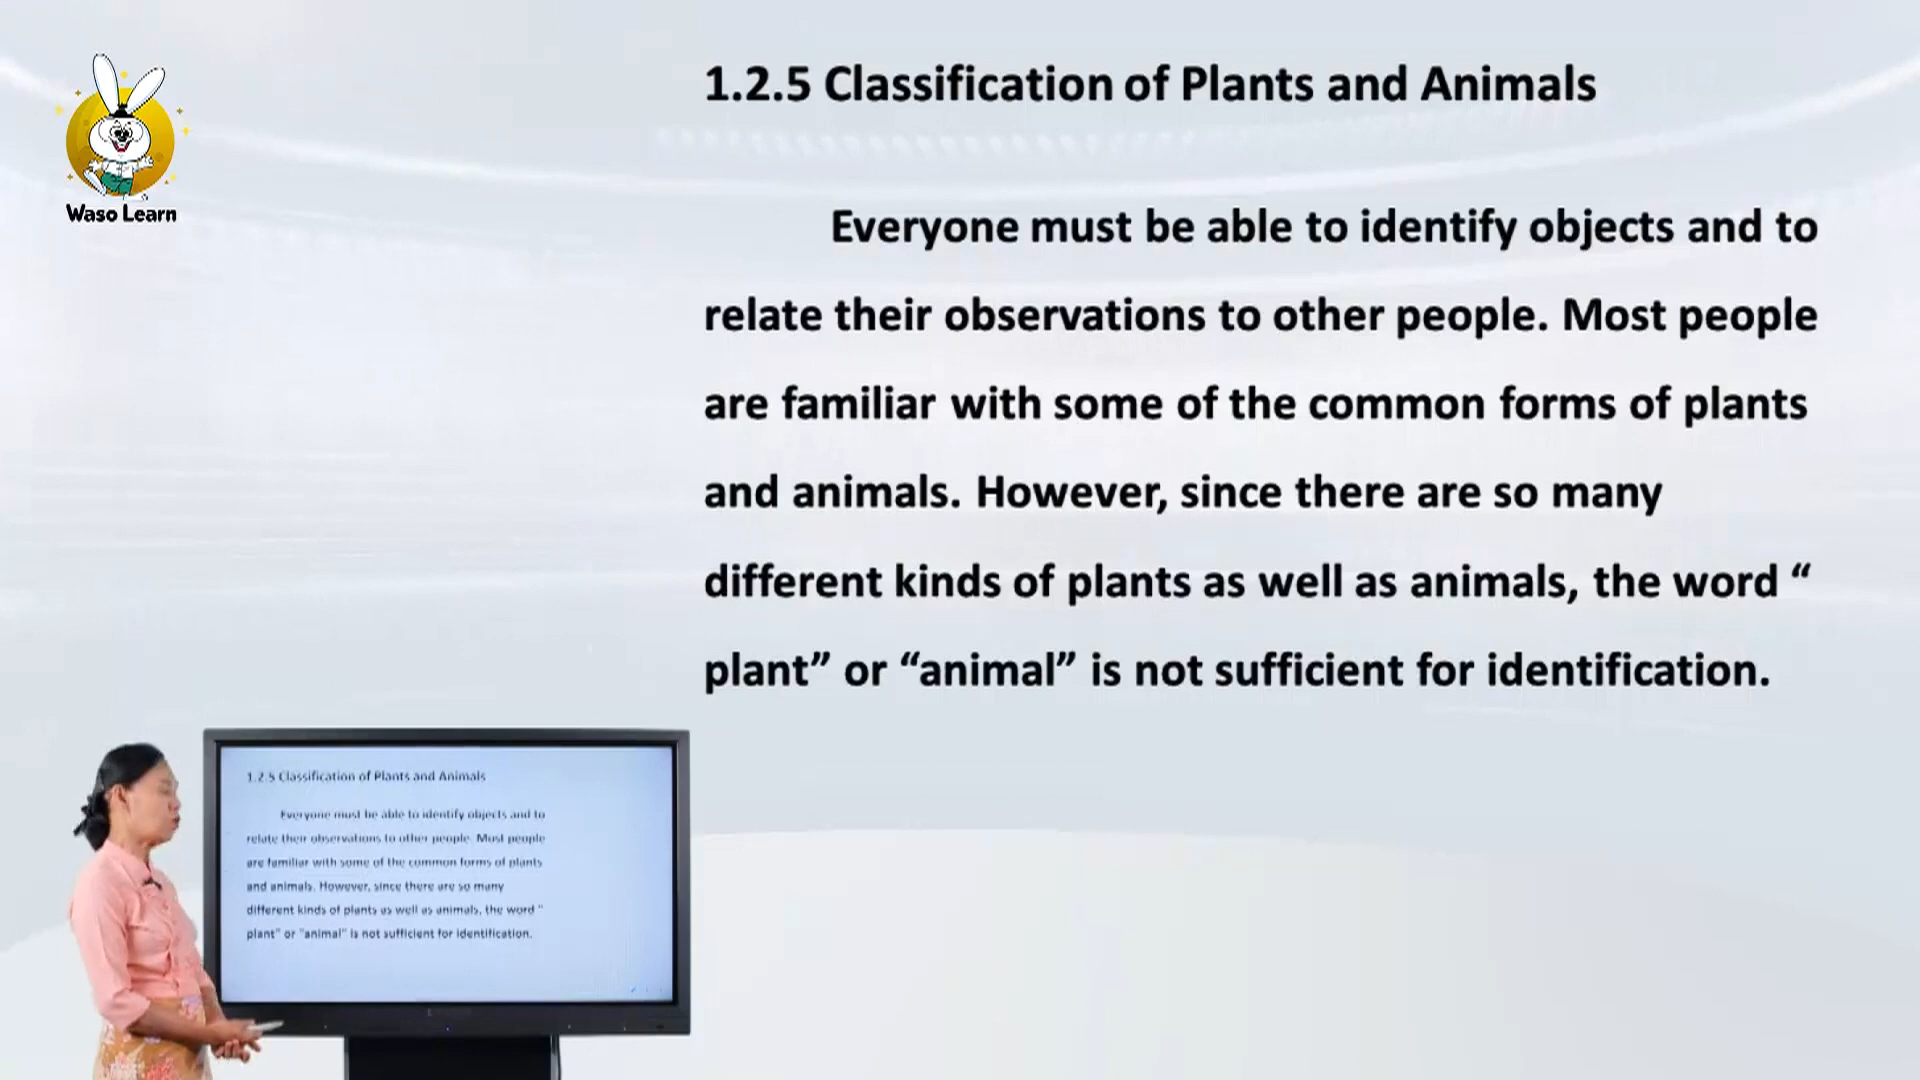 Waso Learn
1.2.5 Classification of Plants and Animals
Everyone must be able to identify objects and to
relate their observations to other people. Most people
are familiar with some of the common forms of plants
and animals. However, since there are so many
different kinds of plants as well as animals, the word “
plant” or “animal” is not sufficient for identification.
1.2.5 Classification of Plants and Animals
Everyone must be able to identify objects and to
relate their observations to other people. Most people
are familiar with some of the common forms of plants
and animals. However, since there are so many
different kinds of plants as well as animals, the word “
plant” or “animal” is not sufficient for identification.